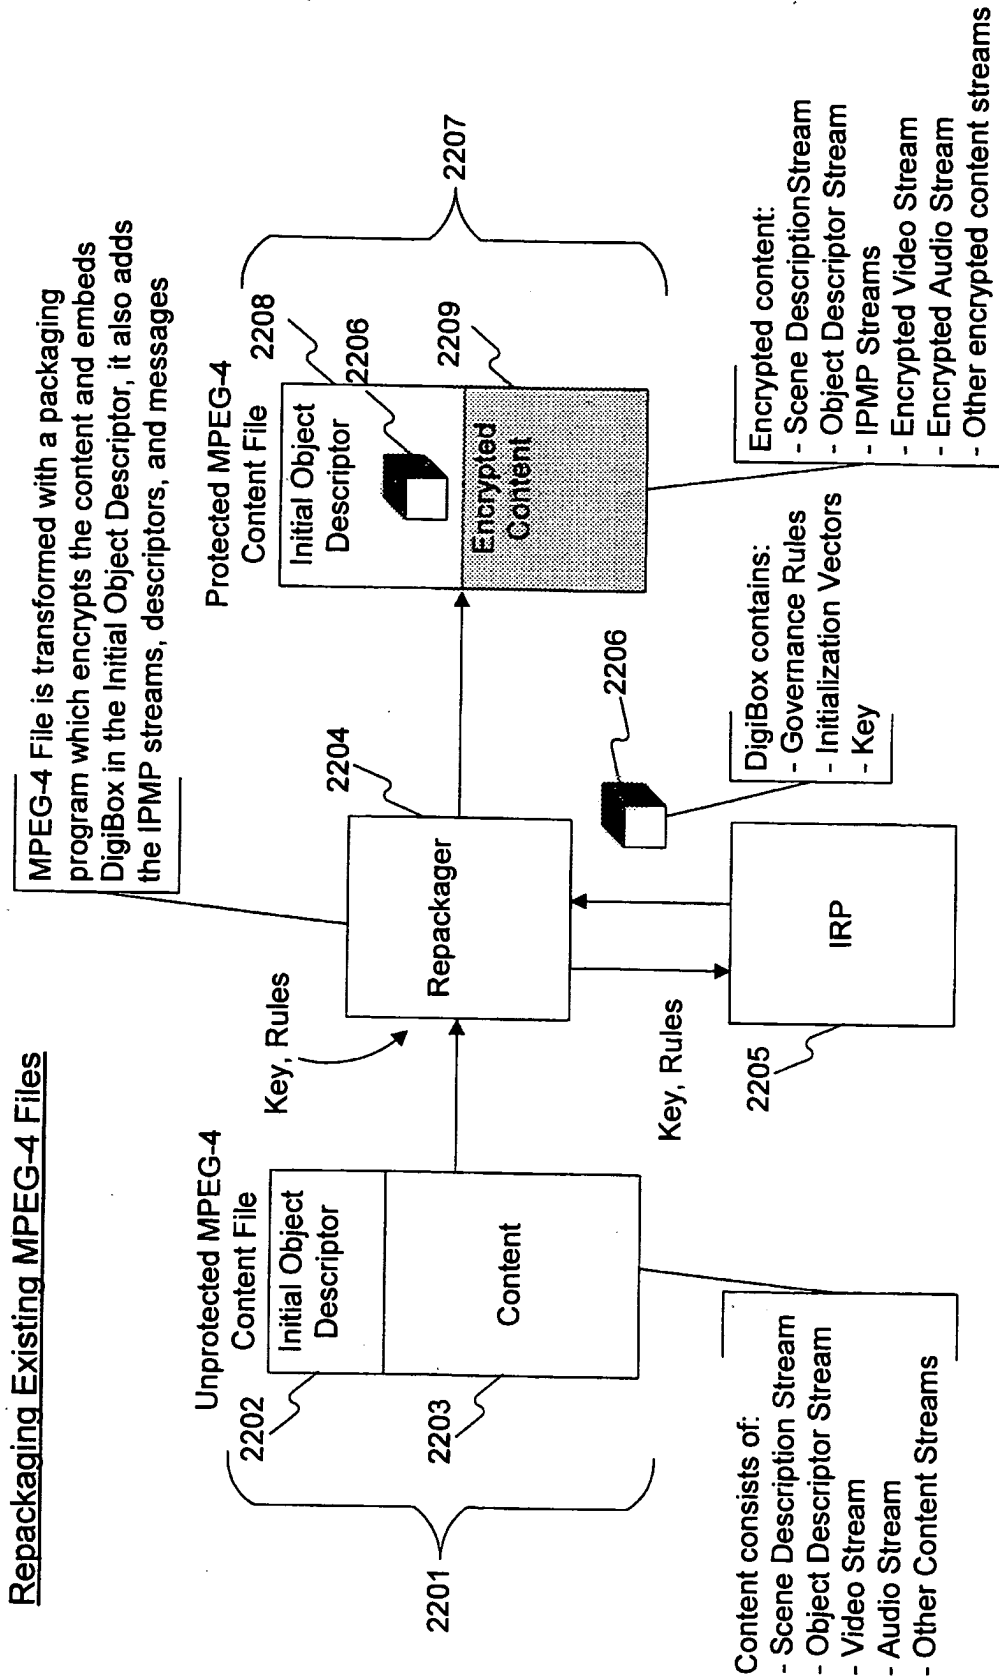 Repackaging Existing MPEG-4 Files
MPEG-4 File is transformed with a packaging
program which encrypts the content and embeds
DigiBox in the Initial Object Descriptor, it also adds
the IPMP streams, descriptors, and messages
Unprotected MPEG-4
Content File
Initial Object
Descriptor
Content
2201
2202
2203
Content consists of:
- Scene Description Stream
- Object Descriptor Stream
- Video Stream
- Audio Stream
- Other Content Streams
Key, Rules
Repackager
2204
Key, Rules
IRP
2205
2206
DigiBox contains:
- Governance Rules
- Initialization Vectors
- Key
Protected MPEG-4
Content File
Initial Object
Descriptor
Encrypted
Content
2208
2206
2209
2207
Encrypted content:
- Scene DescriptionStream
- Object Descriptor Stream
- IPMP Streams
- Encrypted Video Stream
- Encrypted Audio Stream
- Other encrypted content streams